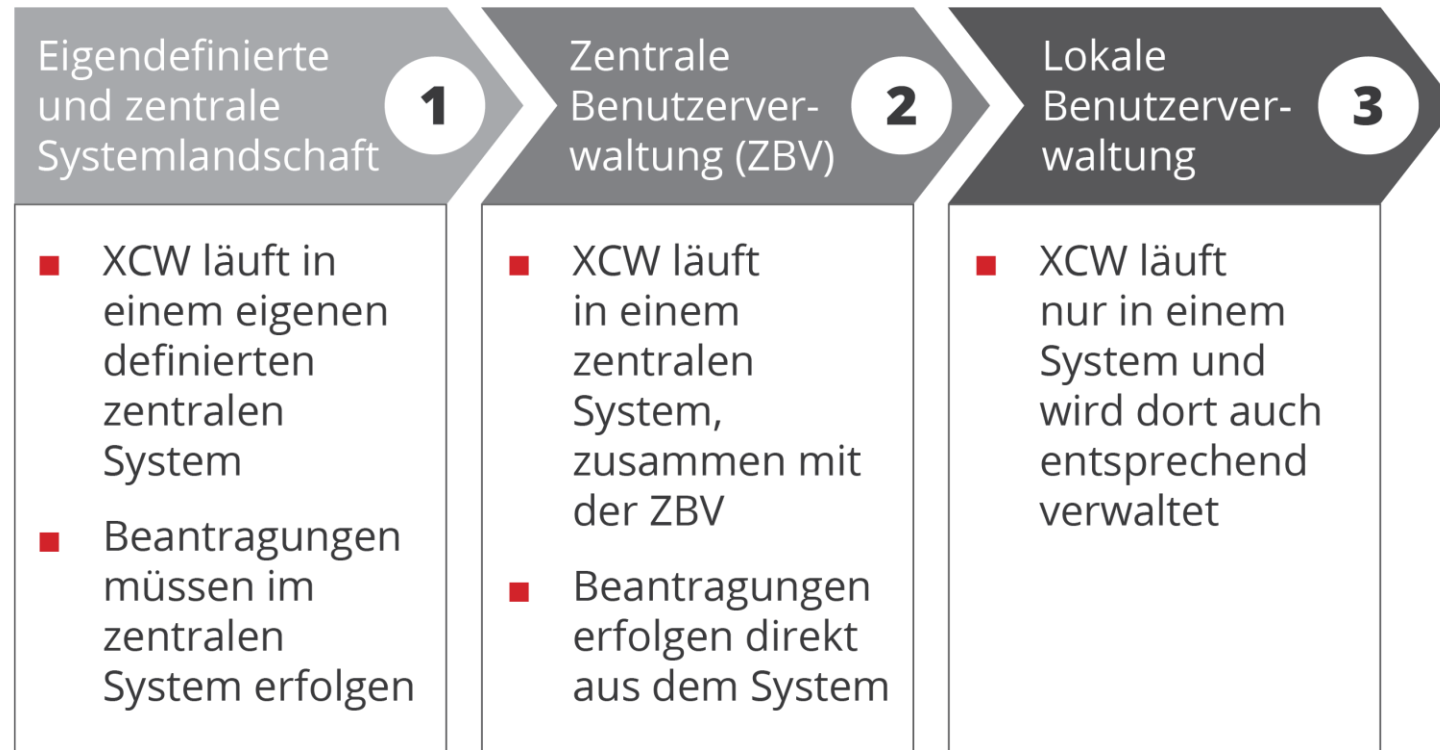 Eigendefinierte
und zentrale
Systemlandschaft
1
XCW läuft in
einem eigenen
definierten
zentralen
System
Beantragungen
müssen im
zentralen
System erfolgen
Zentrale
Benutzerver-
waltung (ZBV)
2
XCW läuft
in einem
zentralen
System,
zusammen mit
der ZBV
Beantragungen
erfolgen direkt
aus dem System
Lokale
Benutzerver-
waltung
3
XCW läuft
nur in einem
System und
wird dort auch
entsprechend
verwaltet